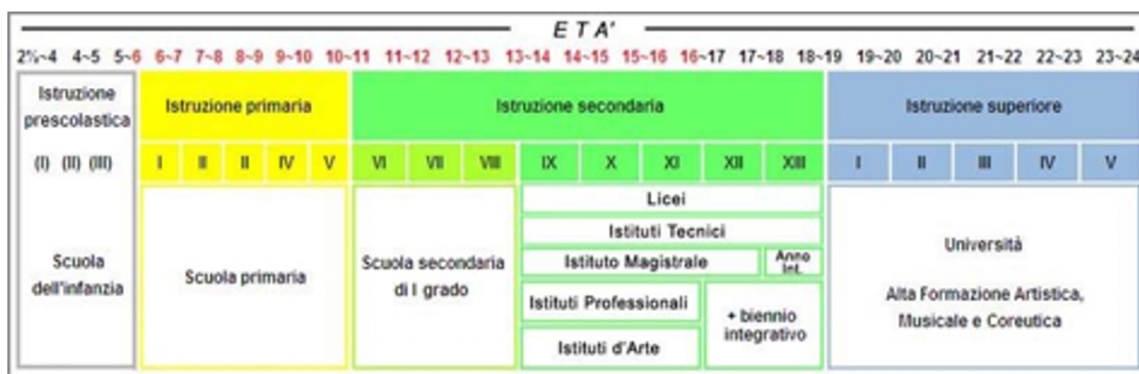 ETA'
2½~4 4~5 5~6 6~7 7~8 8~9 9~10 10~11 11~12 12~13 13~14 14~15 15~16 16~17 17~18 18~19 19~20 20~21 21~22 22~23 23~24
Istruzione
prescolastica
Istruzione primaria
Istruzione secondaria
Istruzione superiore
(I) (II) (III) I II II IV V VI VII VIII IX X XI XII XIII I II III IV V
Scuola
dell'infanzia
Scuola primaria
Scuola secondaria
di I grado
Licei
Istituti Tecnici
Istituto Magistrale
Anno
Int.
Istituti Professionali
Istituti d'Arte
+ biennio
integrativo
Università
Alta Formazione Artistica,
Musicale e Coreutica